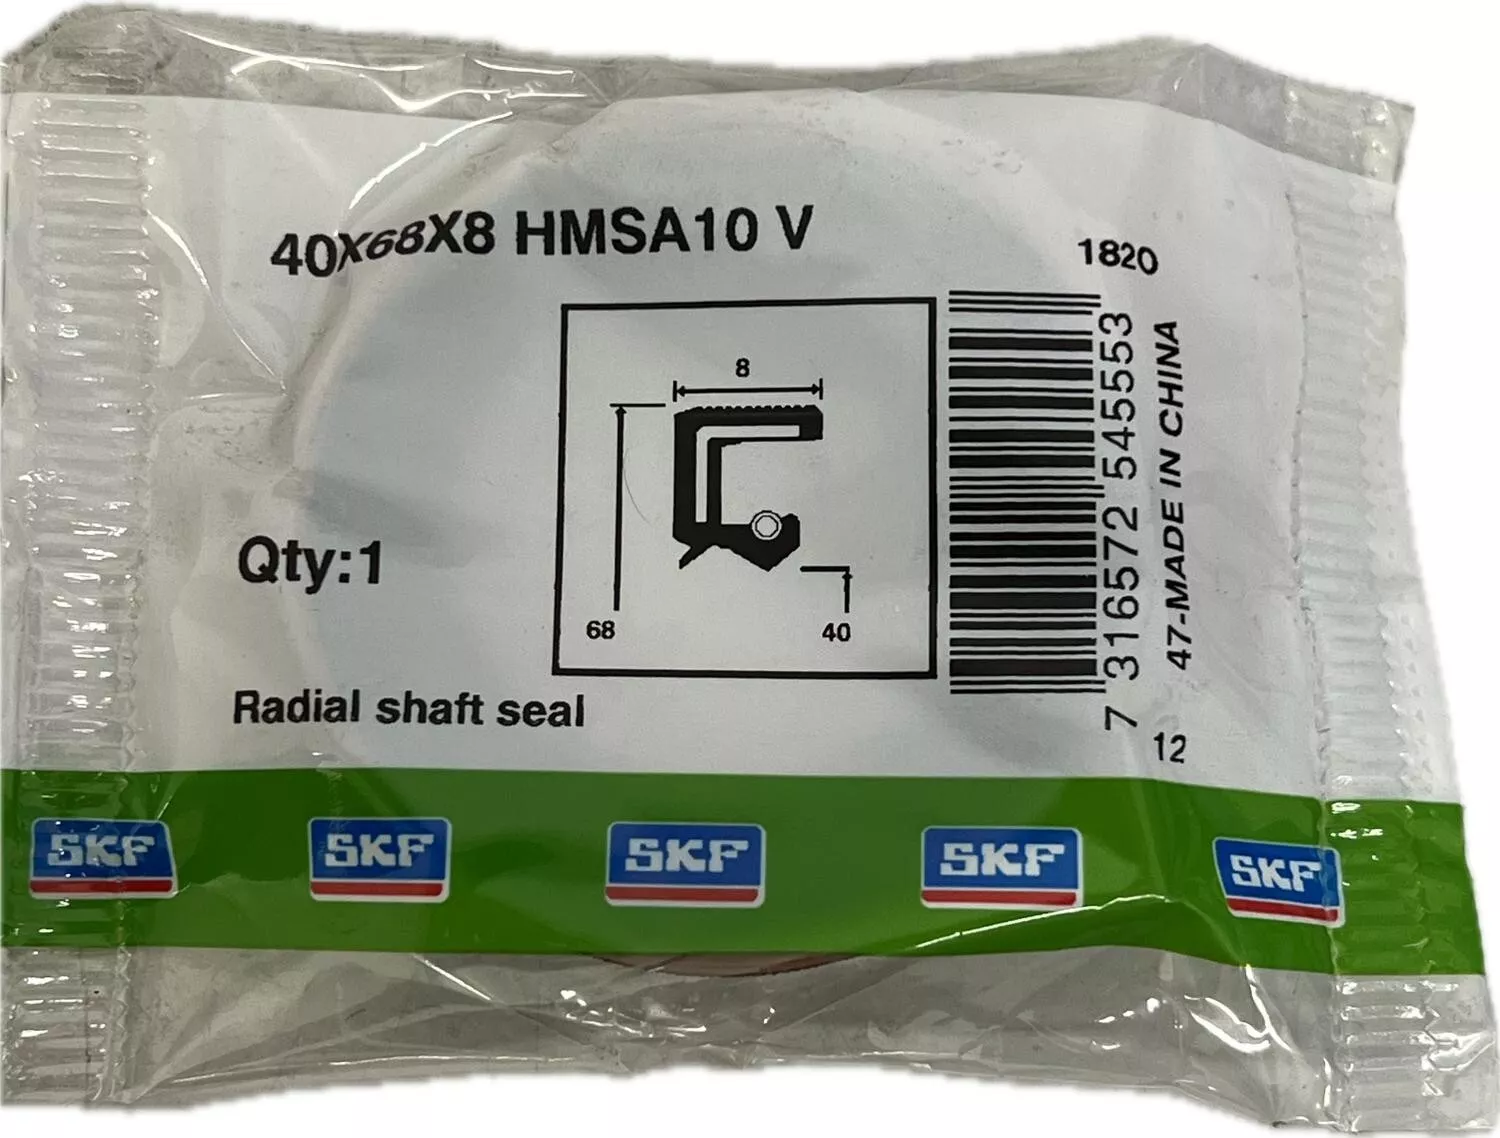 40X68X8 HMSA10 V
1820
8
68
40
7 316572 545553
47-MADE IN CHINA
12
Qty:1
Radial shaft seal
SKF
SKF
SKF
SKF
SKF